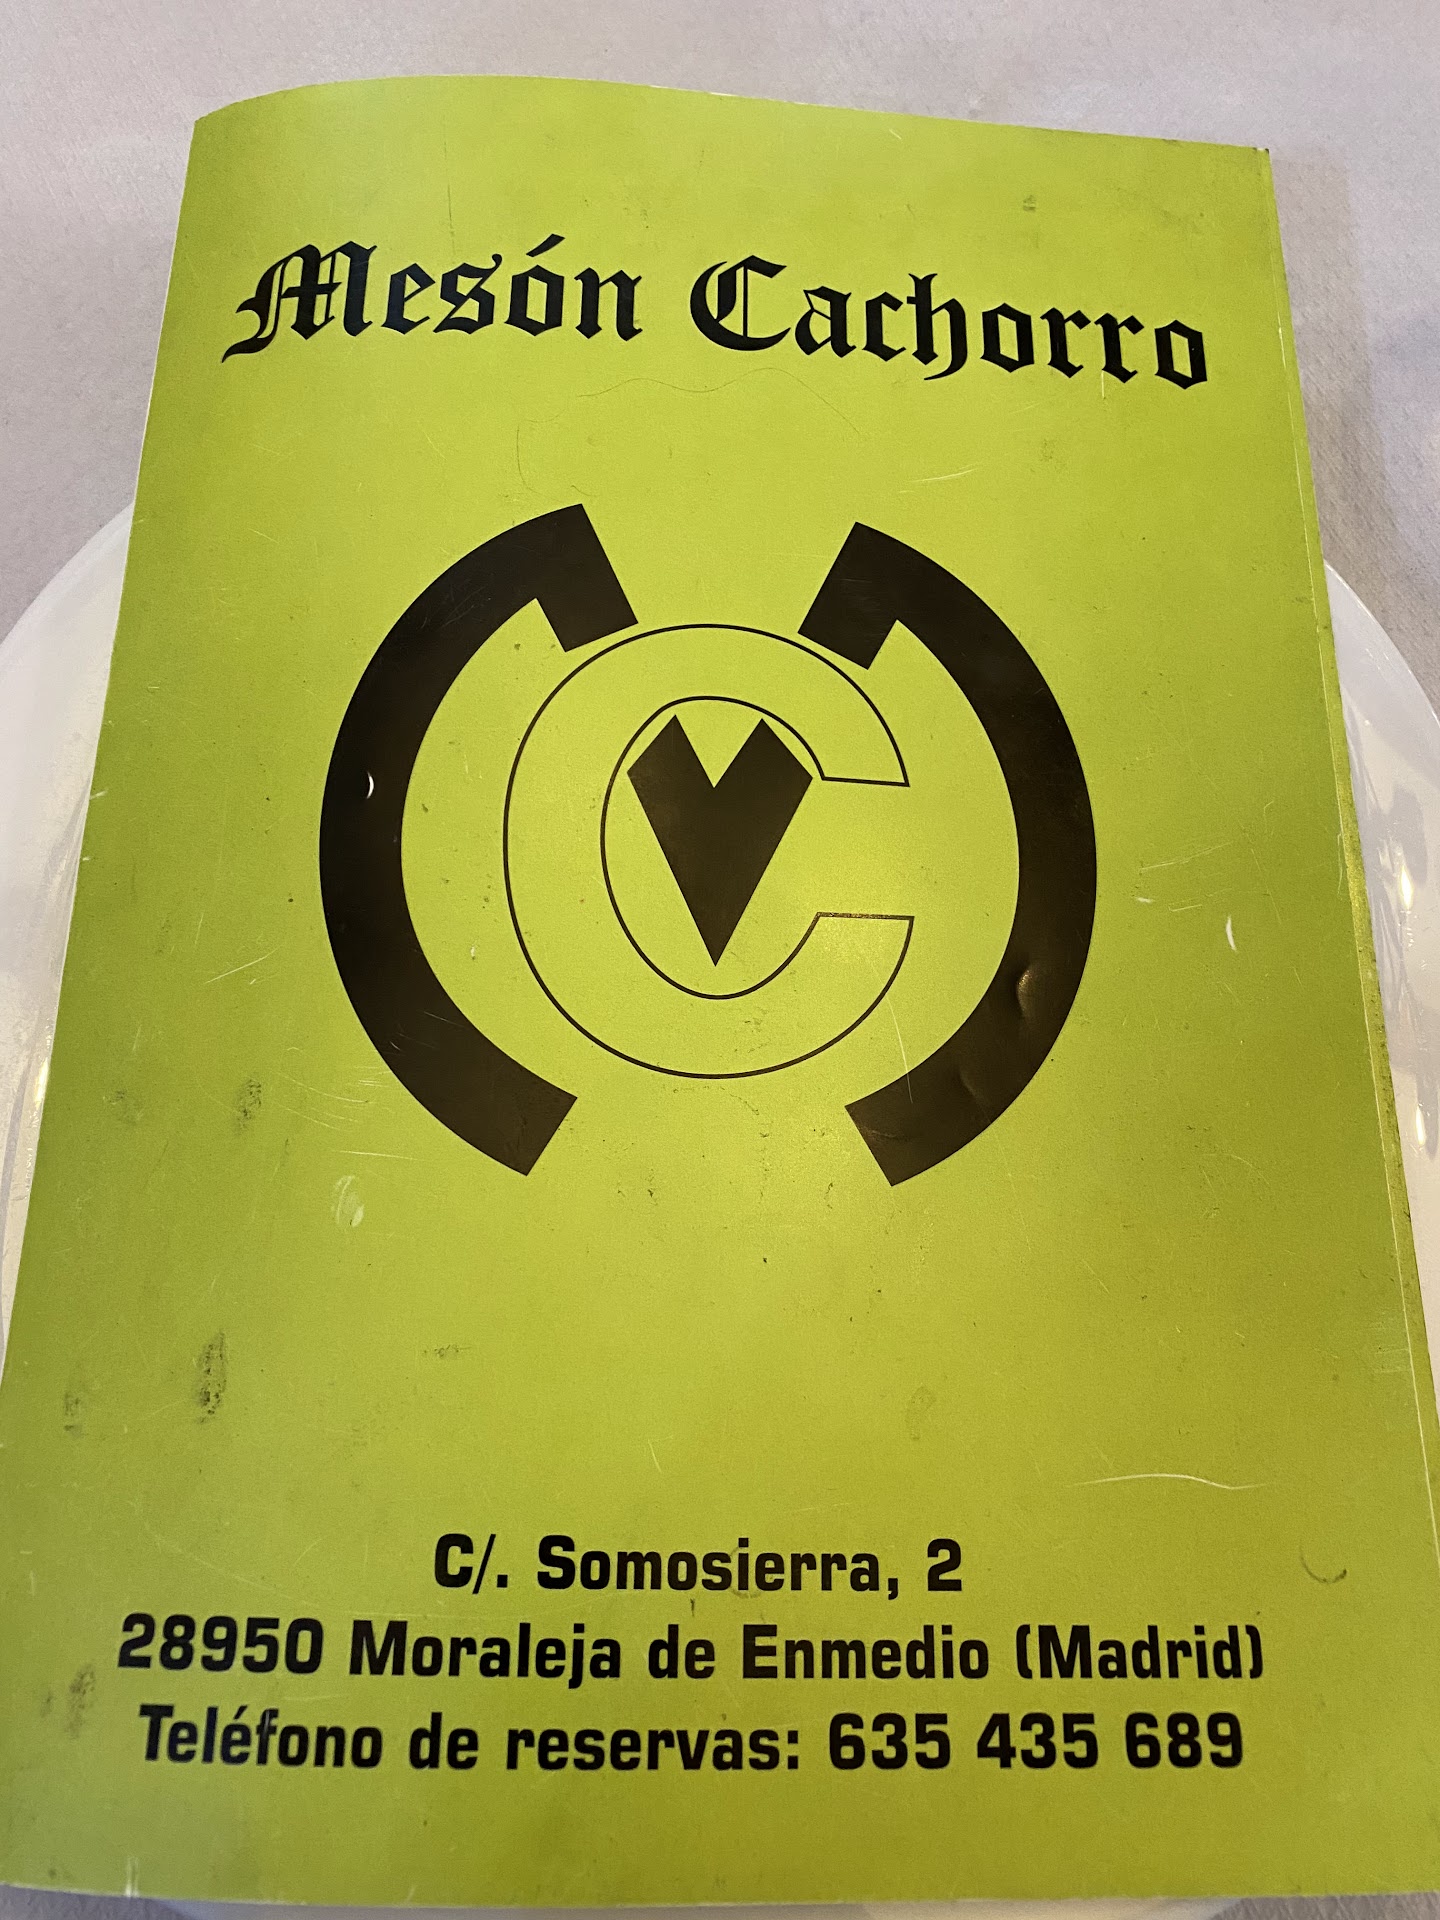 Mesón Cachorro
C
C/. Somosierra, 2
28950 Moraleja de Enmedio (Madrid)
Teléfono de reservas: 635 435 689